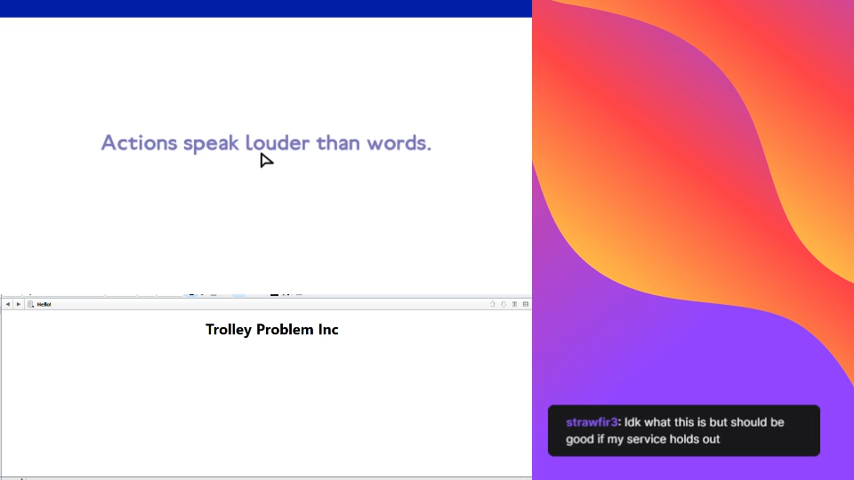 Actions speak louder than words.
Hello!
Trolley Problem Inc
strawfir3: Idk what this is but should be
good if my service holds out